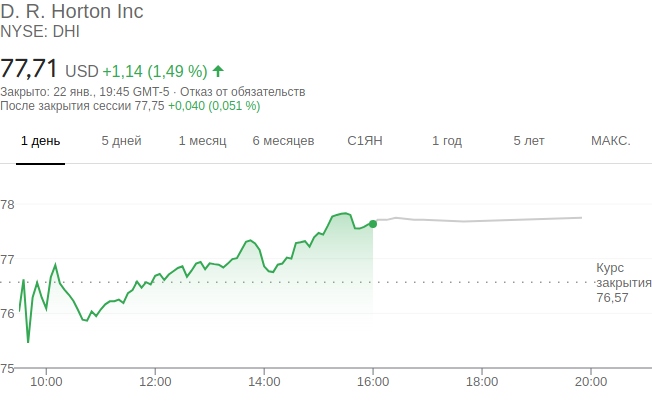 D. R. Horton Inc
NYSE: DHI
77,71 USD +1,14 (1,49 %)
Закрыто: 22 янв., 19:45 GMT-5 · Отказ от обязательств
После закрытия сессии 77,75 +0,040 (0,051 %)
1 день 5 дней 1 месяц 6 месяцев С1ЯН 1 год 5 лет МАКС.
78
77
Курс
закрытия
76,57
76
75
10:00 12:00 14:00 16:00 18:00 20:00